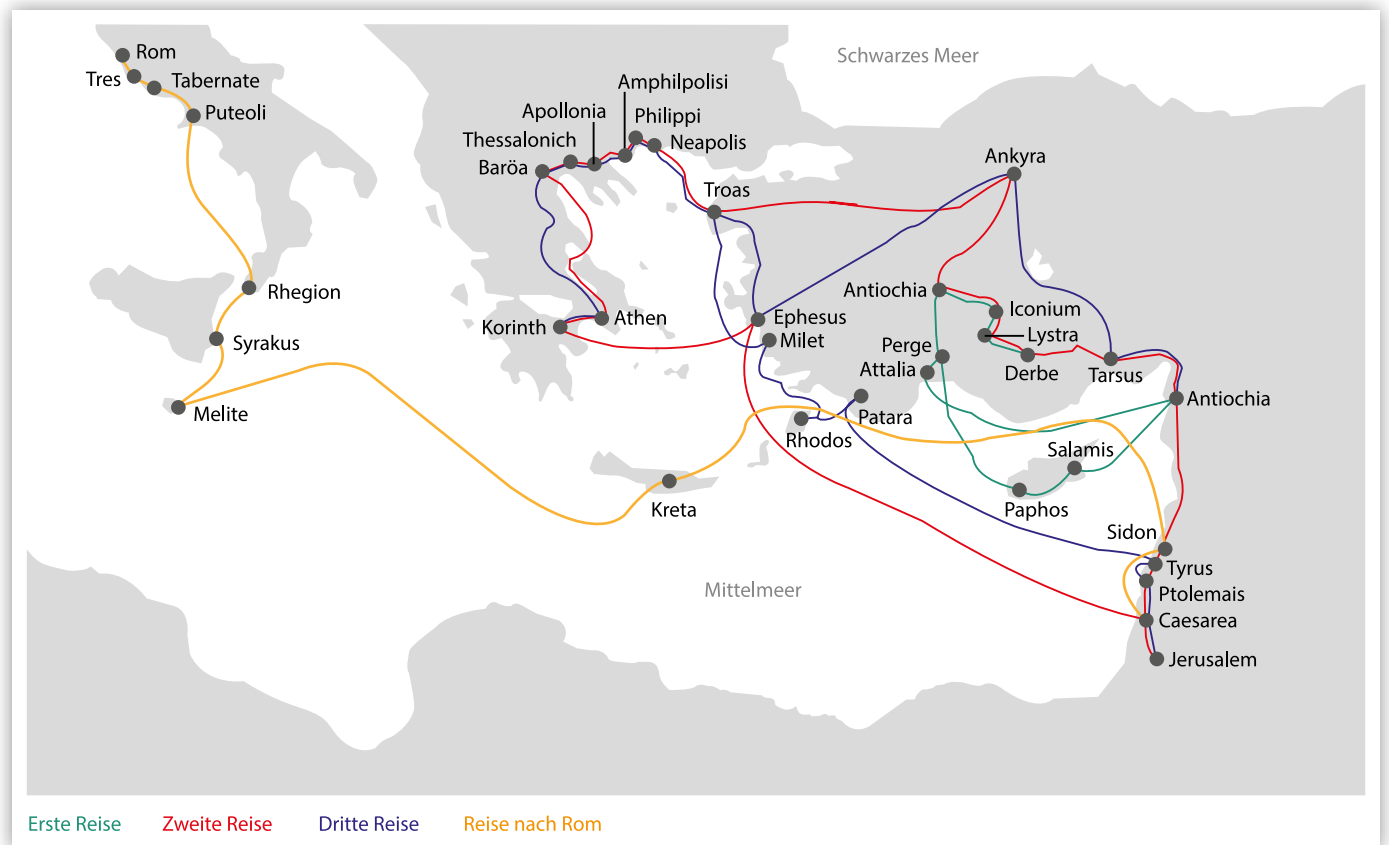 Schwarzes Meer
Rom
Tres
Tabernate
Puteoli
Amphilpolisi
Apollonia
Philippi
Thessalonich
Neapolis
Baröa
Ankyra
Troas
Rhegion
Antiochia
Iconium
Korinth
Athen
Ephesus
Lystra
Syrakus
Milet
Perge
Attalia
Derbe
Tarsus
Melite
Patara
Antiochia
Rhodos
Salamis
Kreta
Paphos
Sidon
Tyrus
Mittelmeer
Ptolemais
Caesarea
Jerusalem
Erste Reise
Zweite Reise
Dritte Reise
Reise nach Rom